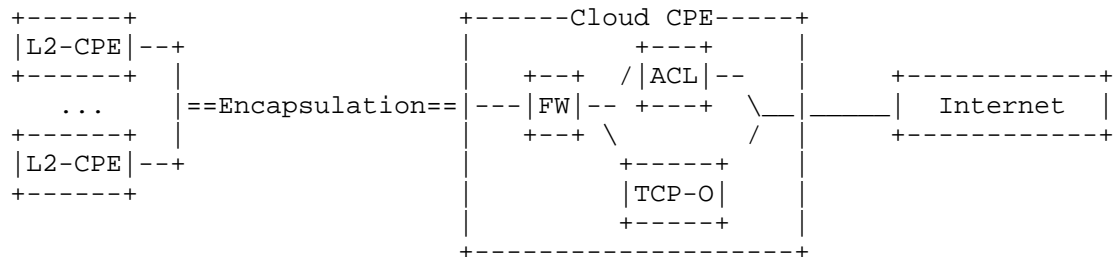 Cloud CPE
L2-CPE
ACL
... Encapsulation FW Internet
L2-CPE
TCP-O